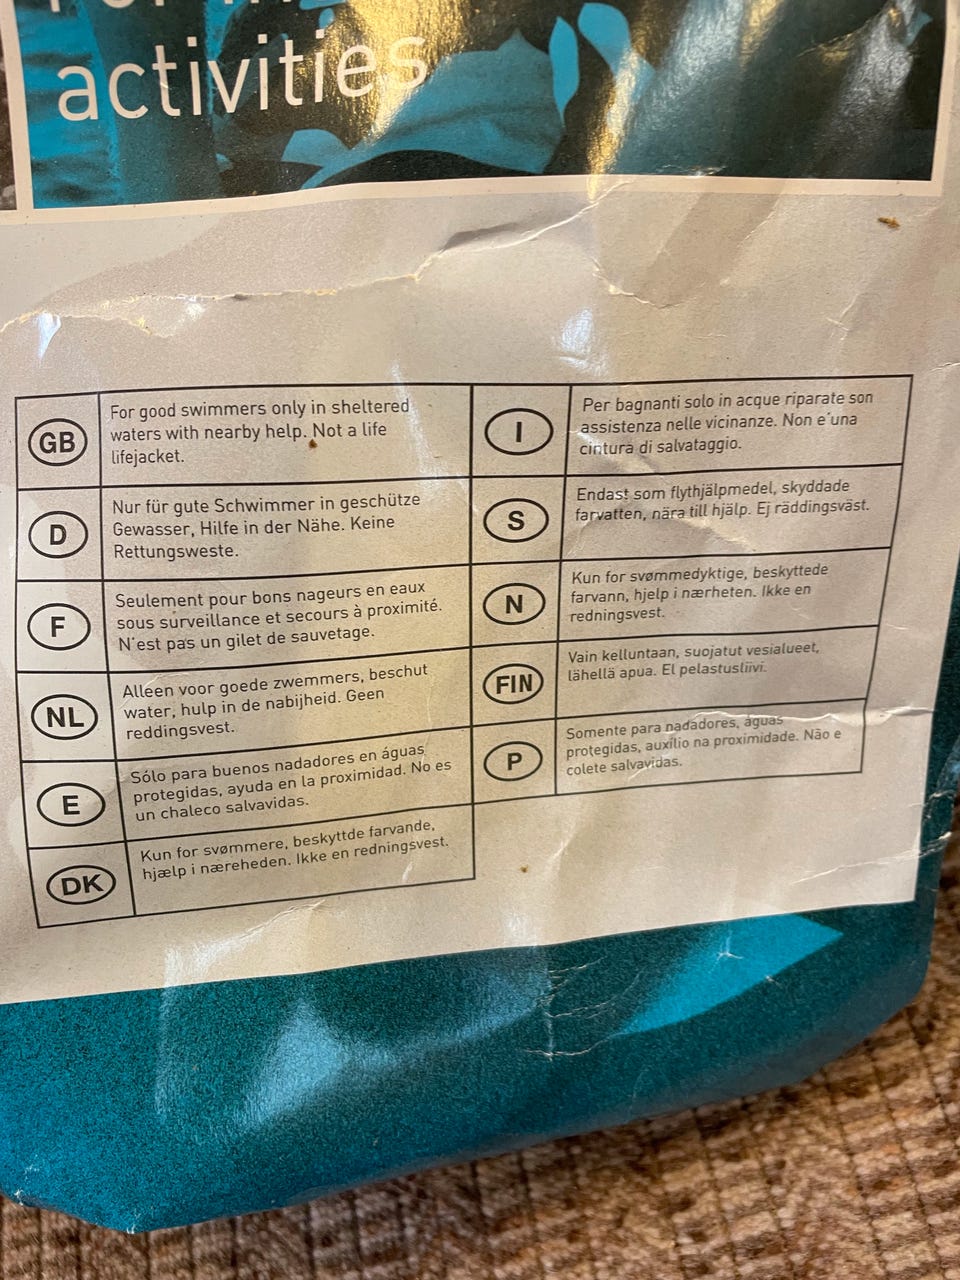 activities
GB
For good swimmers only in sheltered
waters with nearby help. Not a life
lifejacket.
D
Nur für gute Schwimmer in geschütze
Gewasser, Hilfe in der Nähe. Keine
Rettungsweste.
F
Seulement pour bons nageurs en eaux
sous surveillance et secours à proximité.
N'est pas un gilet de sauvetage.
NL
Alleen voor goede zwemmers, beschut
water, hulp in de nabijheid. Geen
reddingsvest.
E
Sólo para buenos nadadores en águas
protegidas, ayuda en la proximidad. No es
un chaleco salvavidas.
DK
Kun for svømmere, beskyttde farvande,
hjælp i næreheden. Ikke en redningsvest.
I
Per bagnanti solo in acque riparate son
assistenza nelle vicinanze. Non e'una
cintura di salvataggio.
S
Endast som flythjälpmedel, skyddade
farvatten, nära till hjälp. Ej räddingsväst.
N
Kun for svømmedyktige, beskyttede
farvann, hjelp i nærheten. Ikke en
redningsvest.
FIN
Vain kelluntaan, suojatut vesialueet,
lähellä apua. El pelastusliivi.
P
Somente para nadadores, águas
protegidas, auxílio na proximidade. Não e
colete salvavidas.